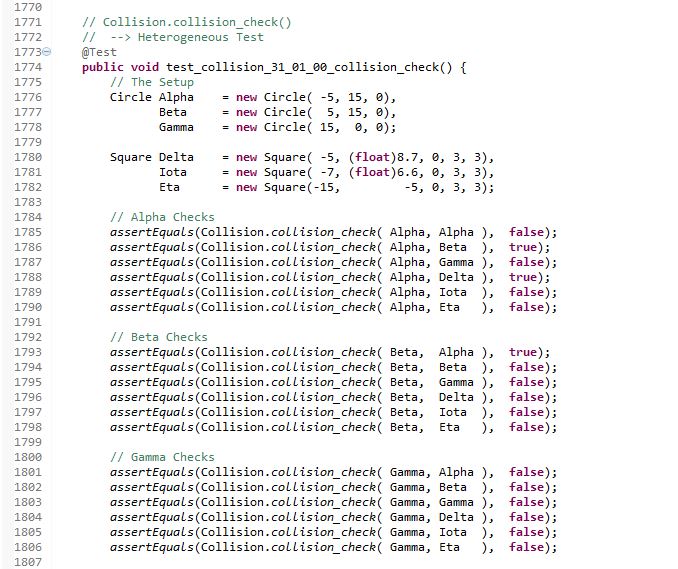 1770
1771 // Collision.collision_check()
1772 // --> Heterogeneous Test
1773 @Test
1774 public void test_collision_31_01_00_collision_check() {
1775 // The Setup
1776 Circle Alpha = new Circle( -5, 15, 0),
1777 Beta = new Circle( 5, 15, 0),
1778 Gamma = new Circle( 15, 0, 0);
1779
1780 Square Delta = new Square( -5, (float)8.7, 0, 3, 3),
1781 Iota = new Square( -7, (float)6.6, 0, 3, 3),
1782 Eta = new Square(-15, -5, 0, 3, 3);
1783
1784 // Alpha Checks
1785 assertEquals(Collision.collision_check( Alpha, Alpha ), false);
1786 assertEquals(Collision.collision_check( Alpha, Beta ), true);
1787 assertEquals(Collision.collision_check( Alpha, Gamma ), false);
1788 assertEquals(Collision.collision_check( Alpha, Delta ), true);
1789 assertEquals(Collision.collision_check( Alpha, Iota ), false);
1790 assertEquals(Collision.collision_check( Alpha, Eta ), false);
1791
1792 // Beta Checks
1793 assertEquals(Collision.collision_check( Beta, Alpha ), true);
1794 assertEquals(Collision.collision_check( Beta, Beta ), false);
1795 assertEquals(Collision.collision_check( Beta, Gamma ), false);
1796 assertEquals(Collision.collision_check( Beta, Delta ), false);
1797 assertEquals(Collision.collision_check( Beta, Iota ), false);
1798 assertEquals(Collision.collision_check( Beta, Eta ), false);
1799
1800 // Gamma Checks
1801 assertEquals(Collision.collision_check( Gamma, Alpha ), false);
1802 assertEquals(Collision.collision_check( Gamma, Beta ), false);
1803 assertEquals(Collision.collision_check( Gamma, Gamma ), false);
1804 assertEquals(Collision.collision_check( Gamma, Delta ), false);
1805 assertEquals(Collision.collision_check( Gamma, Iota ), false);
1806 assertEquals(Collision.collision_check( Gamma, Eta ), false);
1807